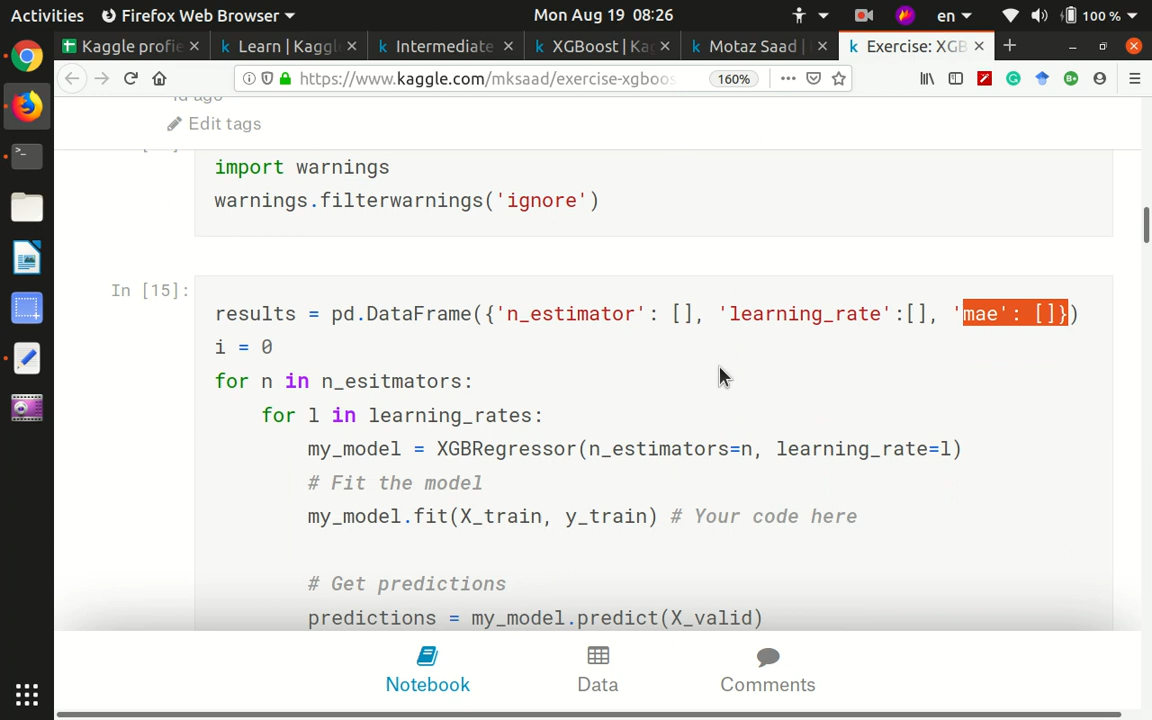 Activities Firefox Web Browser Mon Aug 19 08:26 en 100 %
Kaggle profi k Learn | Kaggl k Intermediate k XGBoost | Ka k Motaz Saad | k Exercise: XGB
https://www.kaggle.com/mksaad/exercise-xgboos 160%
1d ago
Edit tags
import warnings
warnings.filterwarnings('ignore')
In [15]:
results = pd.DataFrame({'n_estimator': [], 'learning_rate':[], 'mae': []})
i = 0
for n in n_esitmators:
for l in learning_rates:
my_model = XGBRegressor(n_estimators=n, learning_rate=l)
# Fit the model
my_model.fit(X_train, y_train) # Your code here
# Get predictions
predictions = my_model.predict(X_valid)
Notebook Data Comments